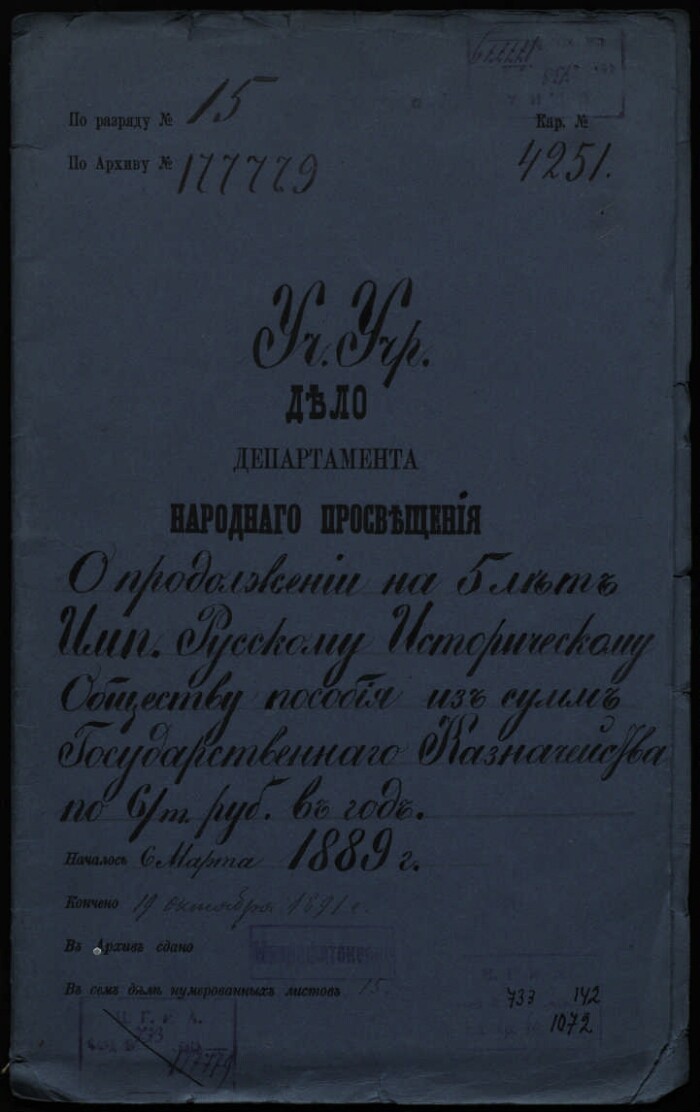 По разряду № 15
Кар. №
По Архиву № 177779
4251.
Уч. Учр.
ДѢЛО
ДЕПАРТАМЕНТА
НАРОДНАГО ПРОСВѢЩЕНІЯ
О продолженіи на 5 лѣтъ
Имп. Русскому Историческому
Обществу пособія изъ суммъ
Государственнаго Казначейства
по 6/т. руб. въ годъ.
Началось 6 Марта 1889 г.
Кончено 19 октября 1891 г.
Въ Архивъ сдано
Въ семъ дѣлѣ нумерованныхъ листовъ 15.
733 142
1072
Ц. Г. И. А.
733
177779